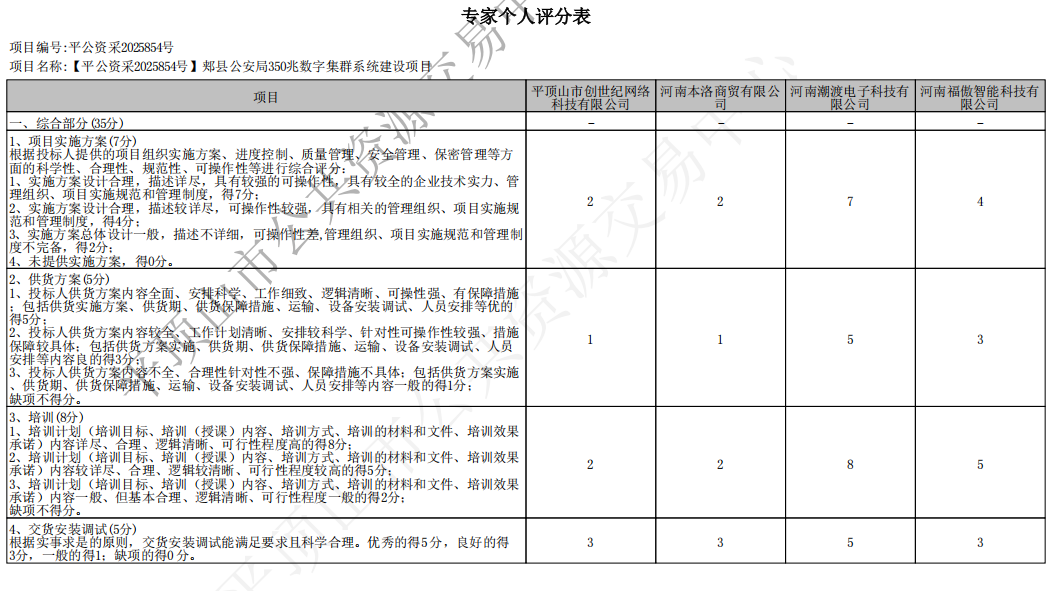 专家个人评分表
项目编号:平公资采2025854号
项目名称:【平公资采2025854号】郏县公安局350兆数字集群系统建设项目
项目
平顶山市创世纪网络
科技有限公司
河南本洛商贸有限公
司
河南潮渡电子科技有
限公司
河南福傲智能科技有
限公司
一、综合部分(35分)
-
-
-
-
1、项目实施方案(7分)
根据投标人提供的项目组织实施方案、进度控制、质量管理、安全管理、保密管理等方
面的科学性、合理性、规范性、可操作性等进行综合评分:
1、实施方案设计合理，描述详尽，具有较强的可操作性，具有较全的企业技术实力、管
理组织、项目实施规范和管理制度，得7分；
2、实施方案设计合理，描述较详尽，可操作性较强，具有相关的管理组织、项目实施规
范和管理制度，得4分；
3、实施方案总体设计一般，描述不详细，可操作性差,管理组织、项目实施规范和管理制
度不完备，得2分；
4、未提供实施方案，得0分。
2
2
7
4
2、供货方案(5分)
1、投标人供货方案内容全面、安排科学、工作细致、逻辑清晰、可操性强、有保障措施
；包括供货实施方案、供货期、供货保障措施、运输、设备安装调试、人员安排等优的
得5分；
2、投标人供货方案内容较全、工作计划清晰、安排较科学、针对性可操作性较强、措施
保障较具体；包括供货方案实施、供货期、供货保障措施、运输、设备安装调试、人员
安排等内容良的得3分；
3、投标人供货方案内容不全、合理性针对性不强、保障措施不具体；包括供货方案实施
、供货期、供货保障措施、运输、设备安装调试、人员安排等内容一般的得1分；
缺项不得分。
1
1
5
3
3、培训(8分)
1、培训计划（培训目标、培训（授课）内容、培训方式、培训的材料和文件、培训效果
承诺）内容详尽、合理、逻辑清晰、可行性程度高的得8分；
2、培训计划（培训目标、培训（授课）内容、培训方式、培训的材料和文件、培训效果
承诺）内容较详尽、合理、逻辑较清晰、可行性程度较高的得5分；
3、培训计划（培训目标、培训（授课）内容、培训方式、培训的材料和文件、培训效果
承诺）内容一般、但基本合理、逻辑清晰、可行性程度一般的得2分；
缺项不得分。
2
2
8
5
4、交货安装调试(5分)
根据实事求是的原则，交货安装调试能满足要求且科学合理。优秀的得5分，良好的得
3分，一般的得1；缺项的得0分。
3
3
5
3
平顶山市公共资源交易中
平顶山市公共资源交易中心